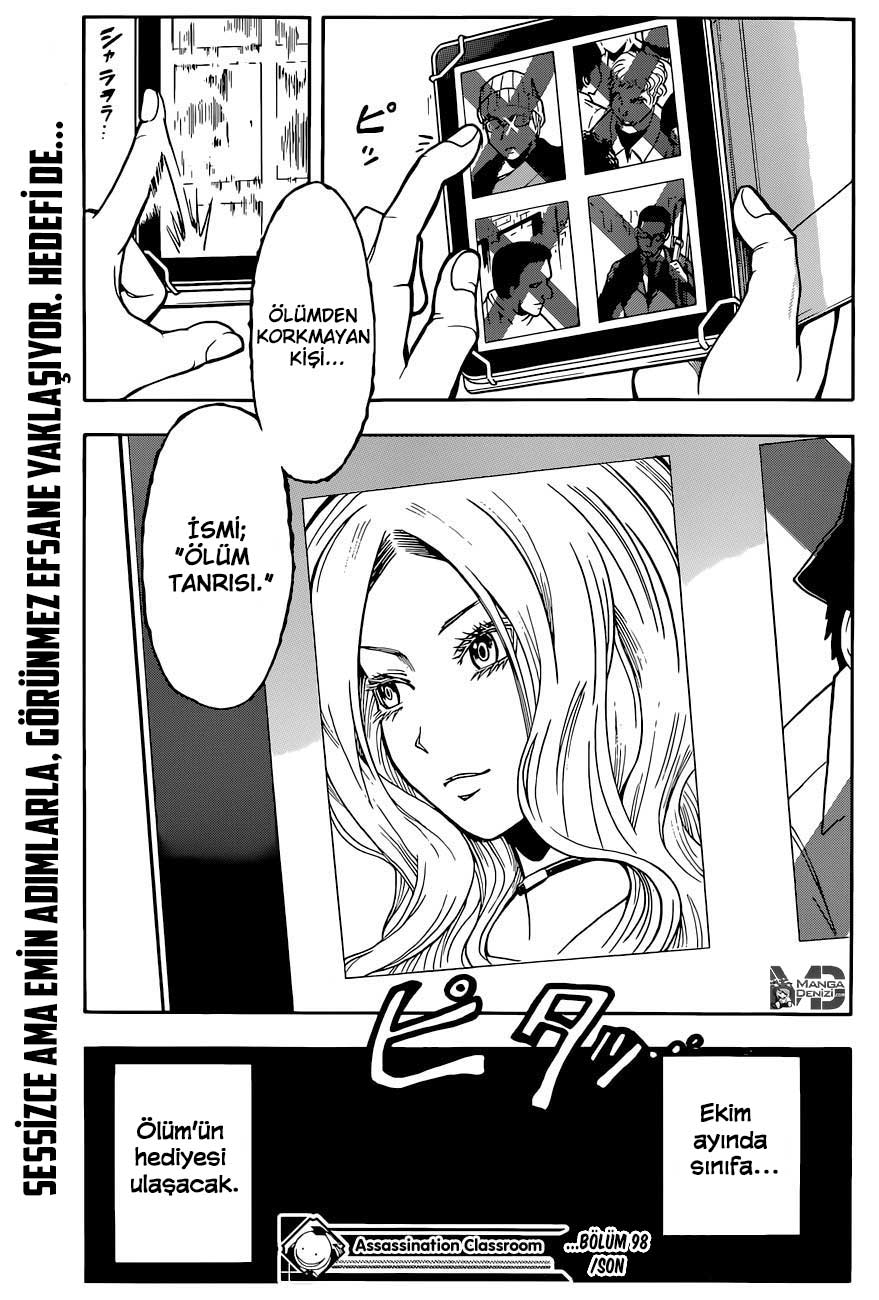 ピッ
シャララララ…
ÖLÜMDEN
KORKMAYAN
KİŞİ...
İSMİ;
"ÖLÜM
TANRISI."
ピタッ…
Ekim
ayında
sınıfa...
Ölüm'ün
hediyesi
ulaşacak.
SESSİZCE AMA EMİN ADIMLARLA, GÖRÜNMEZ EFSANE YAKLAŞIYOR. HEDEFİ DE...
Assassination Classroom
...BÖLÜM 98
/SON
MANGA
DENİZİ